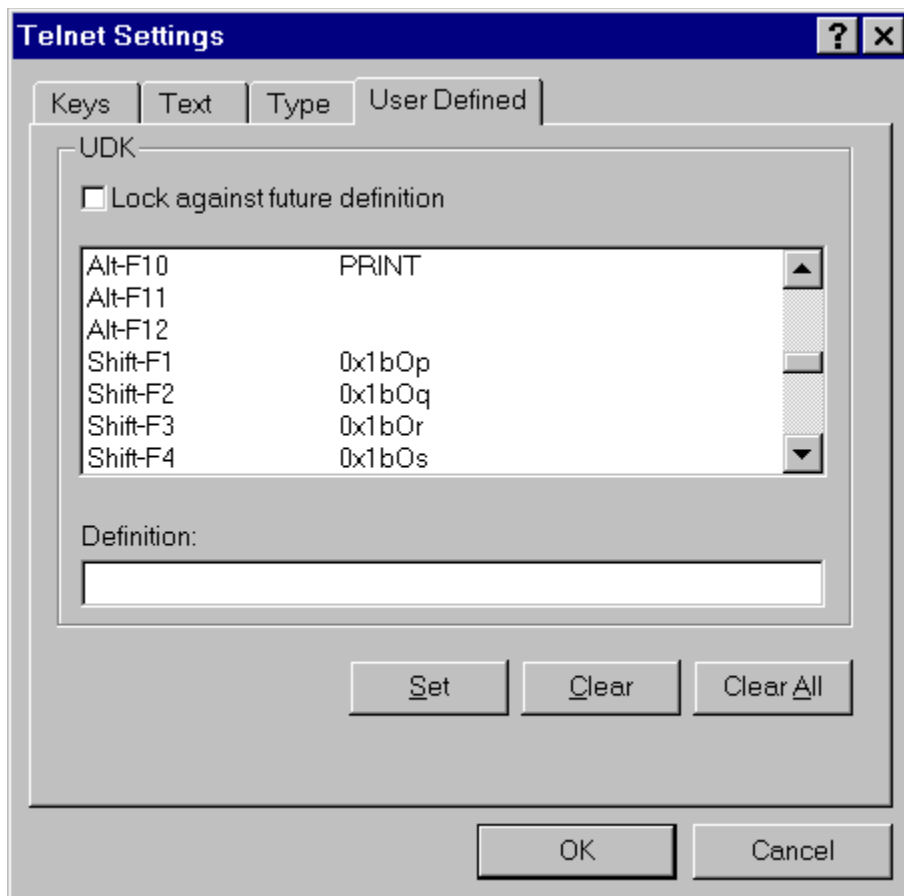 Telnet Settings
Keys Text Type User Defined
UDK
Lock against future definition
Alt-F10 PRINT
Alt-F11
Alt-F12
Shift-F1 0x1bOp
Shift-F2 0x1bOq
Shift-F3 0x1bOr
Shift-F4 0x1bOs
Definition:
Set Clear Clear All
OK Cancel